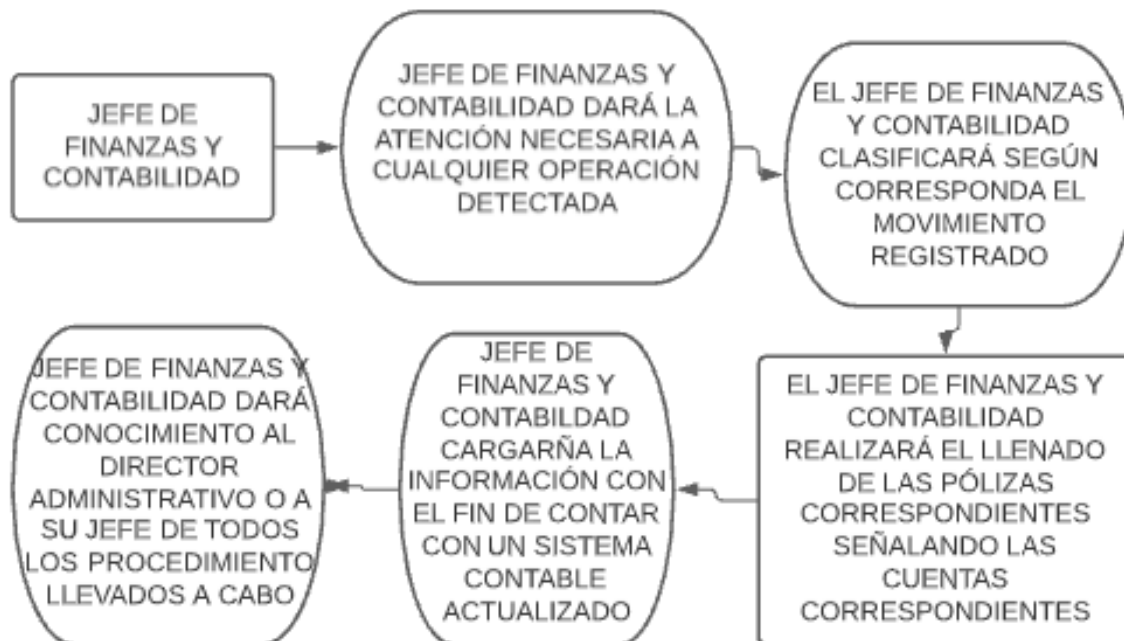 JEFE DE
FINANZAS Y
CONTABILIDAD
JEFE DE FINANZAS Y
CONTABILIDAD DARÁ LA
ATENCIÓN NECESARIA A
CUALQUIER OPERACIÓN
DETECTADA
EL JEFE DE FINANZAS
Y CONTABILIDAD
CLASIFICARÁ SEGÚN
CORRESPONDA EL
MOVIMIENTO
REGISTRADO
EL JEFE DE FINANZAS Y
CONTABILIDAD
REALIZARÁ EL LLENADO
DE LAS PÓLIZAS
CORRESPONDIENTES
SEÑALANDO LAS
CUENTAS
CORRESPONDIENTES
JEFE DE
FINANZAS Y
CONTABILDAD
CARGARÑA LA
INFORMACIÓN CON
EL FIN DE CONTAR
CON UN SISTEMA
CONTABLE
ACTUALIZADO
JEFE DE FINANZAS Y
CONTABILIDAD DARÁ
CONOCIMIENTO AL
DIRECTOR
ADMINISTRATIVO O A
SU JEFE DE TODOS
LOS PROCEDIMIENTO
LLEVADOS A CABO